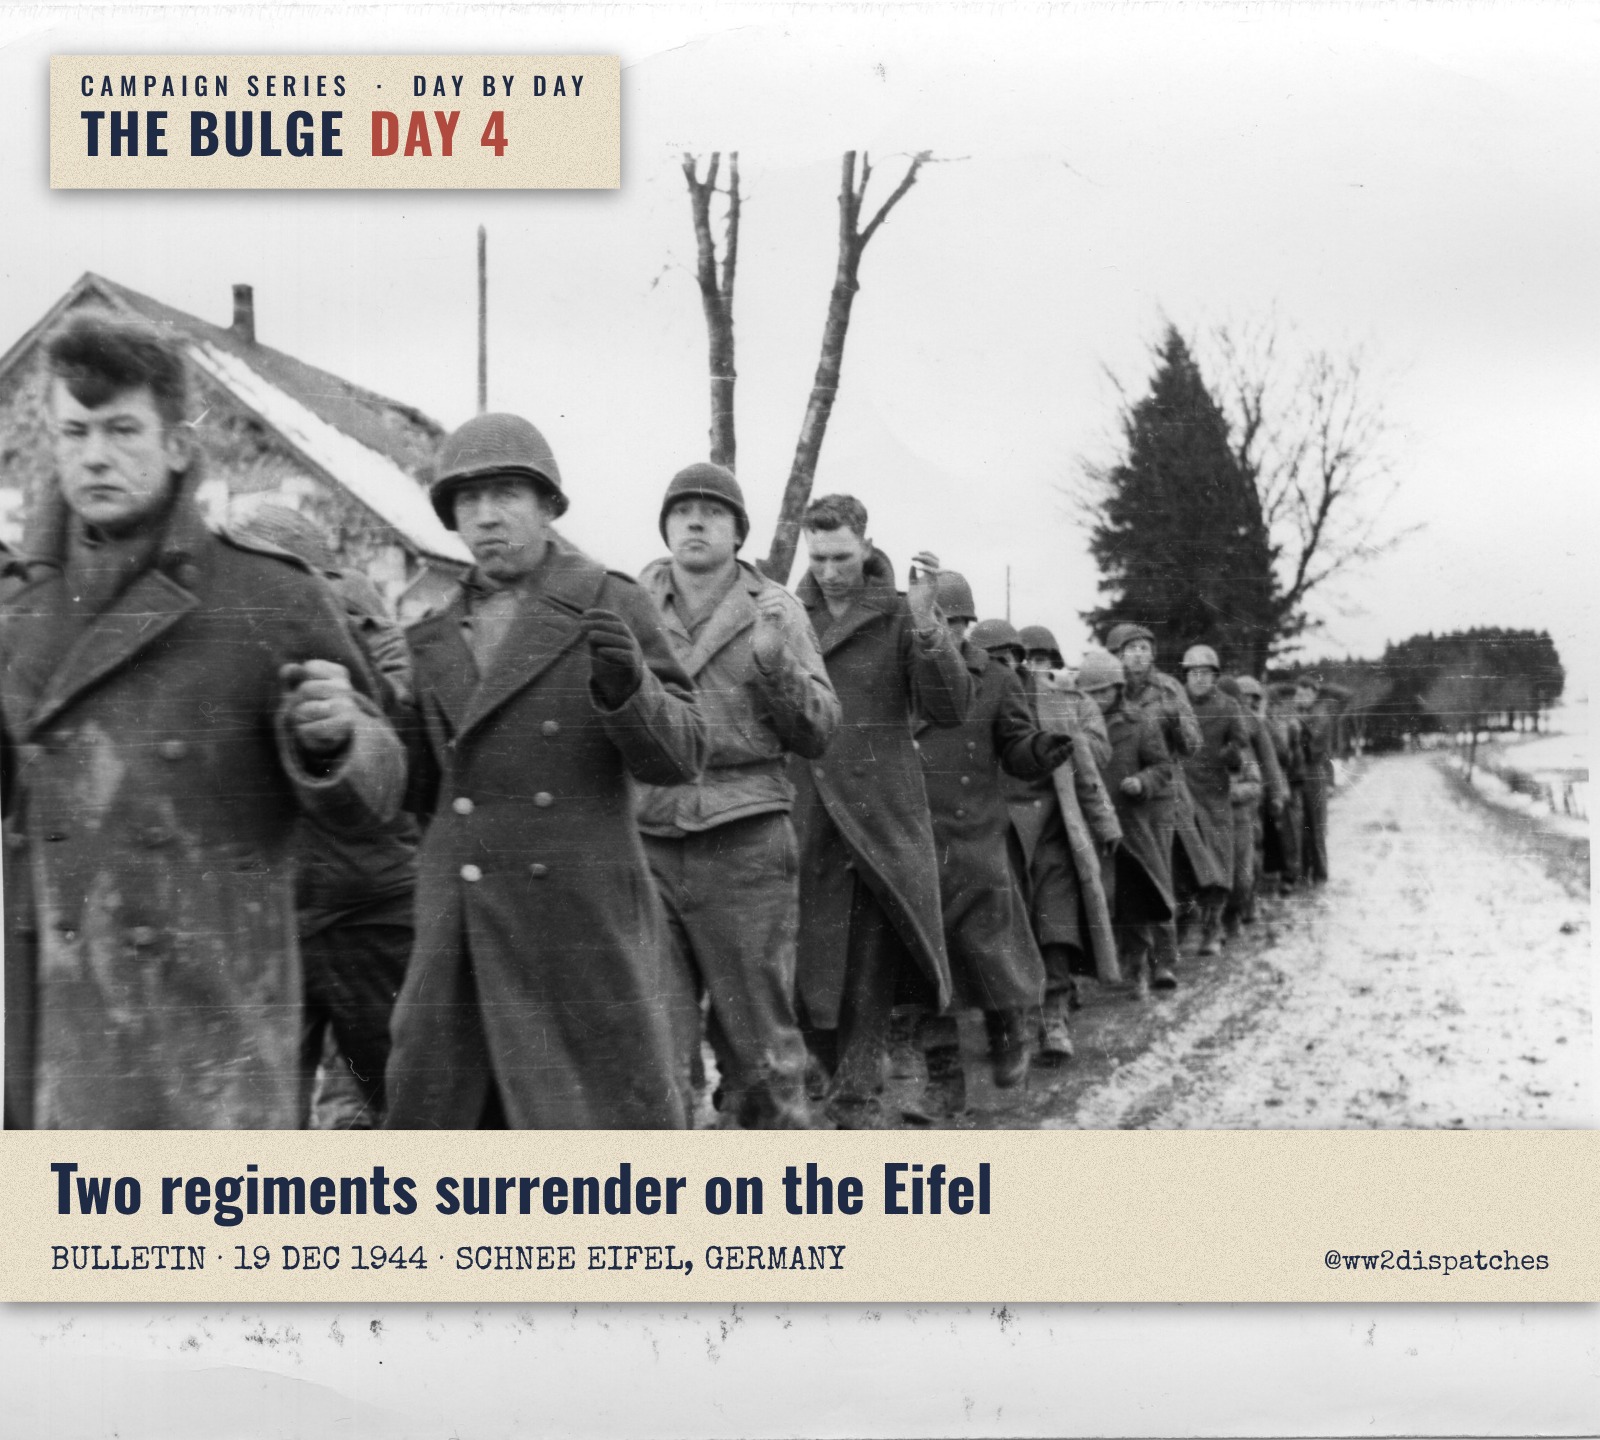 CAMPAIGN SERIES · DAY BY DAY
THE BULGE DAY 4
Two regiments surrender on the Eifel
BULLETIN · 19 DEC 1944 · SCHNEE EIFEL, GERMANY
@ww2dispatches